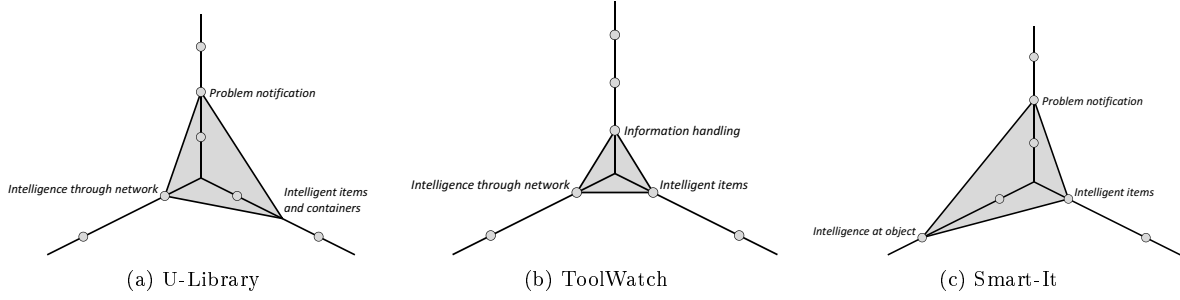 Problem notification
Intelligence through network
Intelligent items
and containers
(a) U-Library
Information handling
Intelligence through network
Intelligent items
(b) ToolWatch
Problem notification
Intelligent items
Intelligence at object
(c) Smart-It